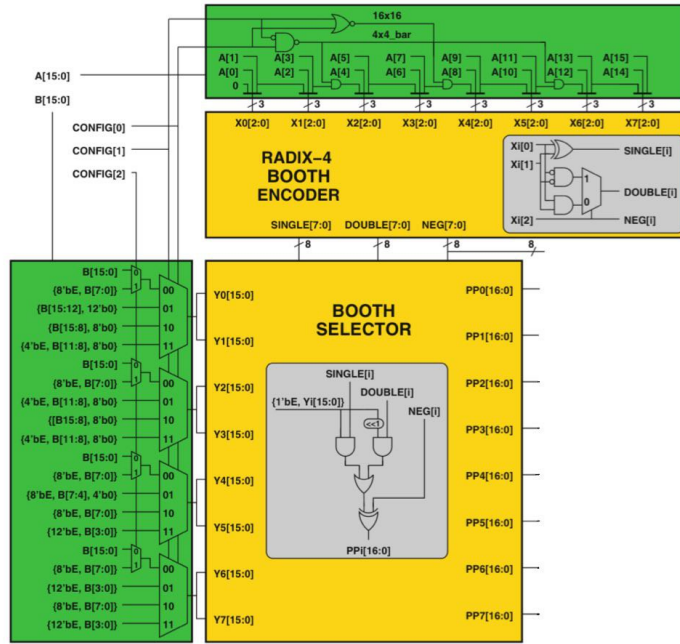 16x16
4x4_bar
A[1] A[3] A[5] A[7] A[9] A[11] A[13] A[15]
A[0] A[2] A[4] A[6] A[8] A[10] A[12] A[14]
0
A[15:0]
B[15:0]
3 3 3 3 3 3 3 3
X0[2:0] X1[2:0] X2[2:0] X3[2:0] X4[2:0] X5[2:0] X6[2:0] X7[2:0]
CONFIG[0]
CONFIG[1]
CONFIG[2]
RADIX-4
BOOTH
ENCODER
Xi[0]
Xi[1]
Xi[2]
1
0
SINGLE[i]
DOUBLE[i]
NEG[i]
SINGLE[7:0] DOUBLE[7:0] NEG[7:0]
8 8 8 8
B[15:0] 0
{8'bE, B[7:0]} 1 00
{B[15:12], 12'b0} 01
{B[15:8], 8'b0} 10
{4'bE, B[11:8], 8'b0} 11
B[15:0] 0
{8'bE, B[7:0]} 1 00
{4'bE, B[11:8], 8'b0} 01
{[B15:8], 8'b0} 10
{4'bE, B[11:8], 8'b0} 11
B[15:0] 0
{8'bE, B[7:0]} 1 00
{8'bE, B[7:4], 4'b0} 01
{8'bE, B[7:0]} 10
{12'bE, B[3:0]} 11
B[15:0] 0
{8'bE, B[7:0]} 1 00
{12'bE, B[3:0]} 01
{8'bE, B[7:0]} 10
{12'bE, B[3:0]} 11
Y0[15:0]
Y1[15:0]
Y2[15:0]
Y3[15:0]
Y4[15:0]
Y5[15:0]
Y6[15:0]
Y7[15:0]
BOOTH
SELECTOR
SINGLE[i]
DOUBLE[i]
{1'bE, Yi[15:0]}
NEG[i]
<<1
PPi[16:0]
PP0[16:0]
PP1[16:0]
PP2[16:0]
PP3[16:0]
PP4[16:0]
PP5[16:0]
PP6[16:0]
PP7[16:0]